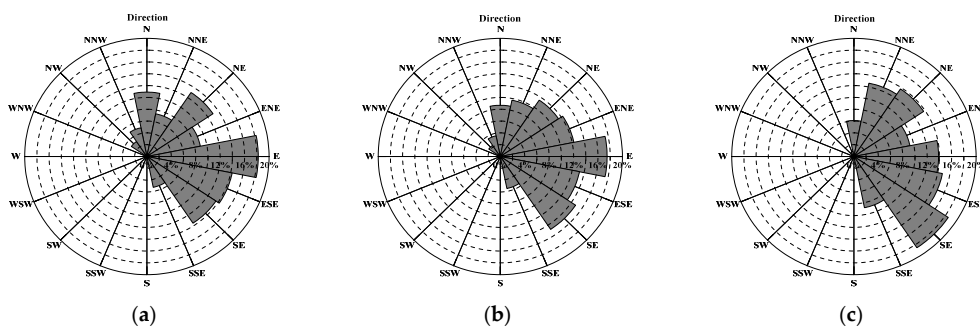 Direction
N
NNW
NNE
NW
NE
WNW
ENE
W
4%
8%
12%
16%
20%
E
WSW
ESE
SW
SE
SSW
SSE
S
(a)
Direction
N
NNW
NNE
NW
NE
WNW
ENE
W
4%
8%
12%
16%
20%
E
WSW
ESE
SW
SE
SSW
SSE
S
(b)
Direction
N
NNW
NNE
NW
NE
WNW
W
4%
8%
12%
16%
WSW
SW
SE
SSW
SSE
S
(c)